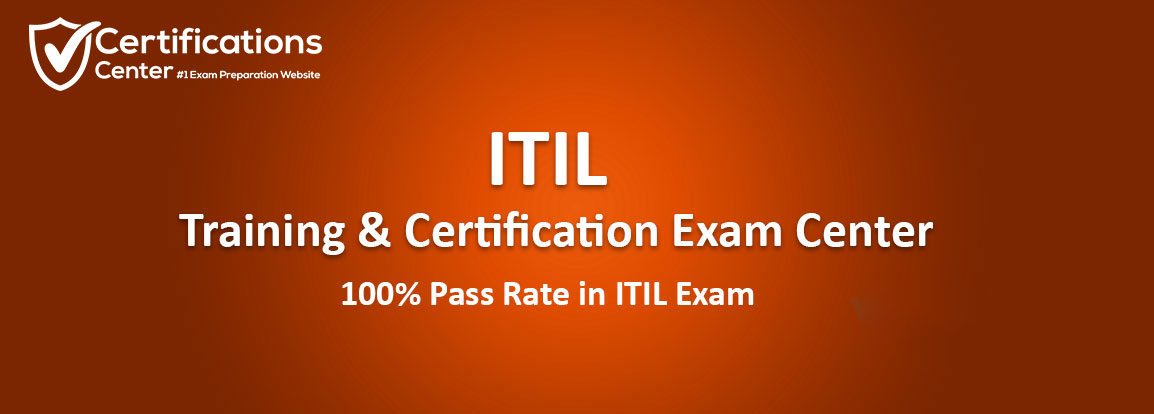 Certifications
Center #1 Exam Preparation Website
ITIL
Training & Certification Exam Center
100% Pass Rate in ITIL Exam